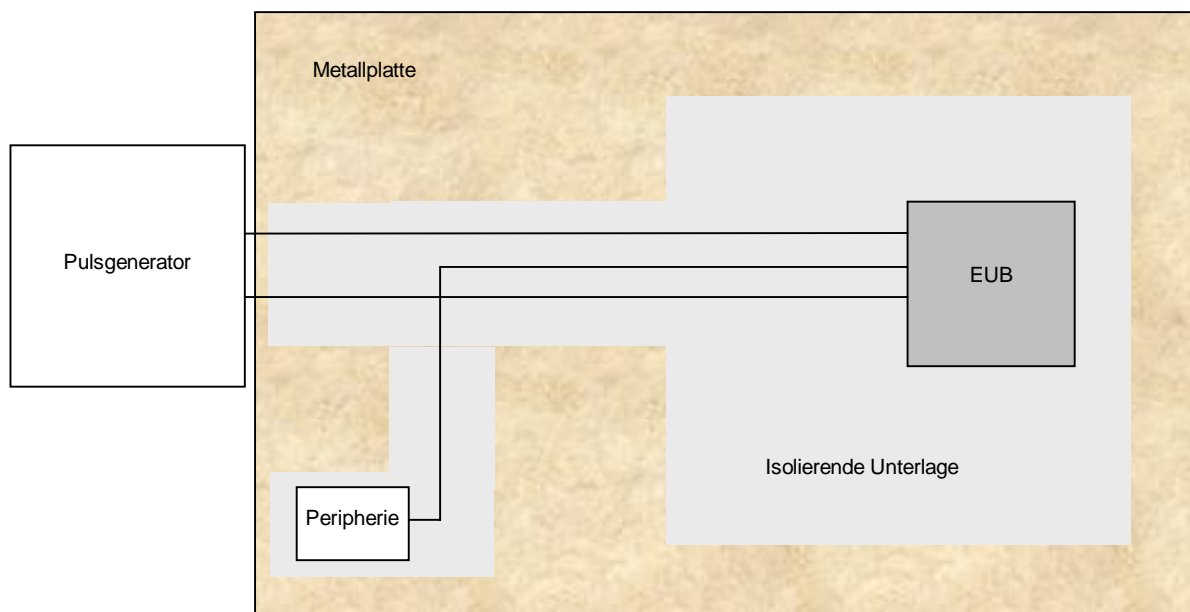 Metallplatte
Pulsgenerator
EUB
Isolierende Unterlage
Peripherie